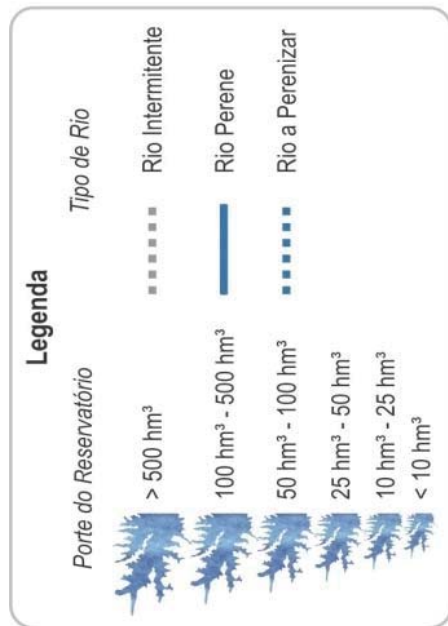 Legenda
Porte do Reservatório
> 500 hm³
100 hm³ - 500 hm³
50 hm³ - 100 hm³
25 hm³ - 50 hm³
10 hm³ - 25 hm³
< 10 hm³
Tipo de Rio
Rio Intermitente
Rio Perene
Rio a Perenizar